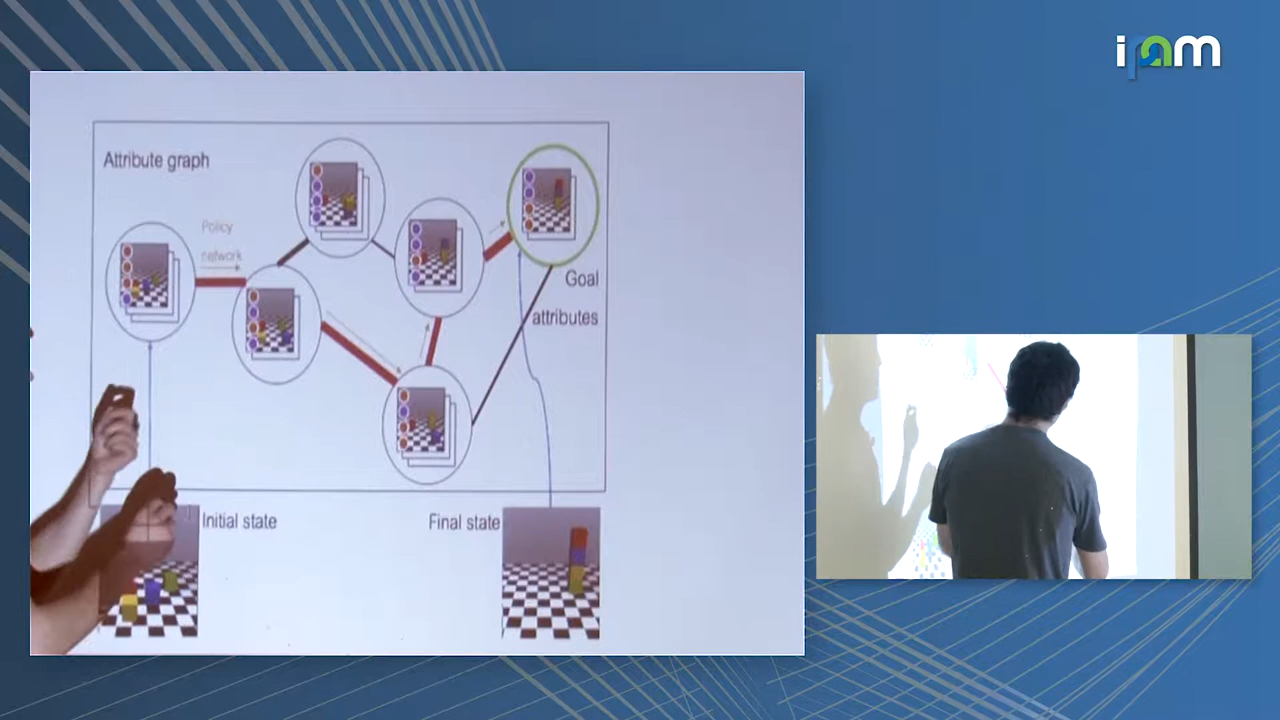 ipam
Attribute graph
Policy
network
Goal
attributes
Initial state
Final state